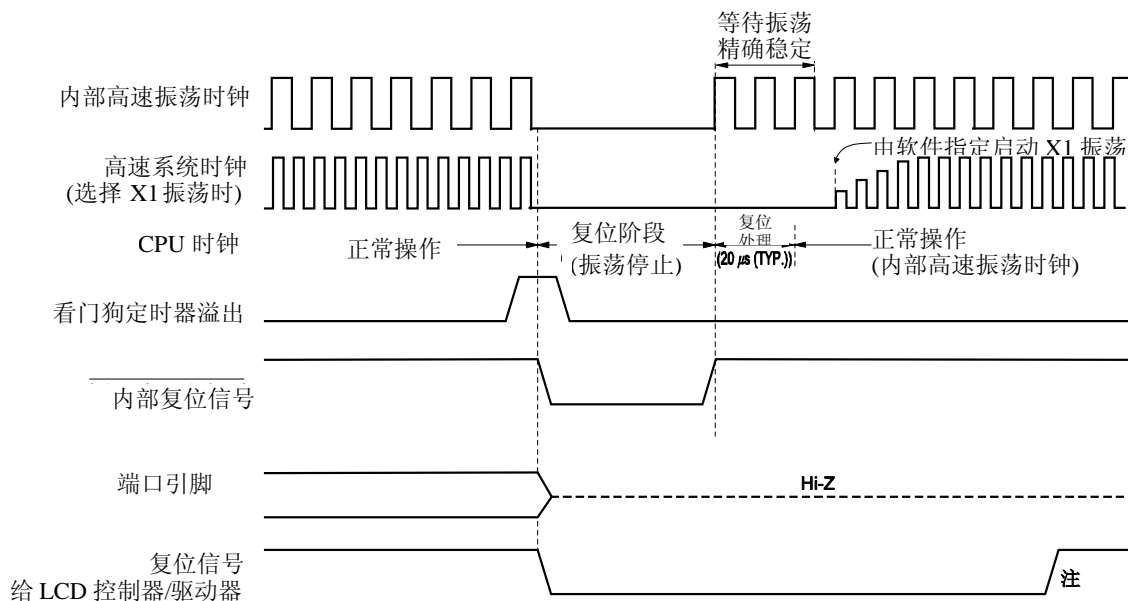 等待振荡
精确稳定
内部高速振荡时钟
由软件指定启动 X1 振荡
高速系统时钟
(选择 X1 振荡时)
CPU 时钟
正常操作
复位阶段
(振荡停止)
复位
处理
(20 μs (TYP.))
正常操作
(内部高速振荡时钟)
看门狗定时器溢出
内部复位信号
端口引脚
Hi-Z
复位信号
给 LCD 控制器/驱动器
注